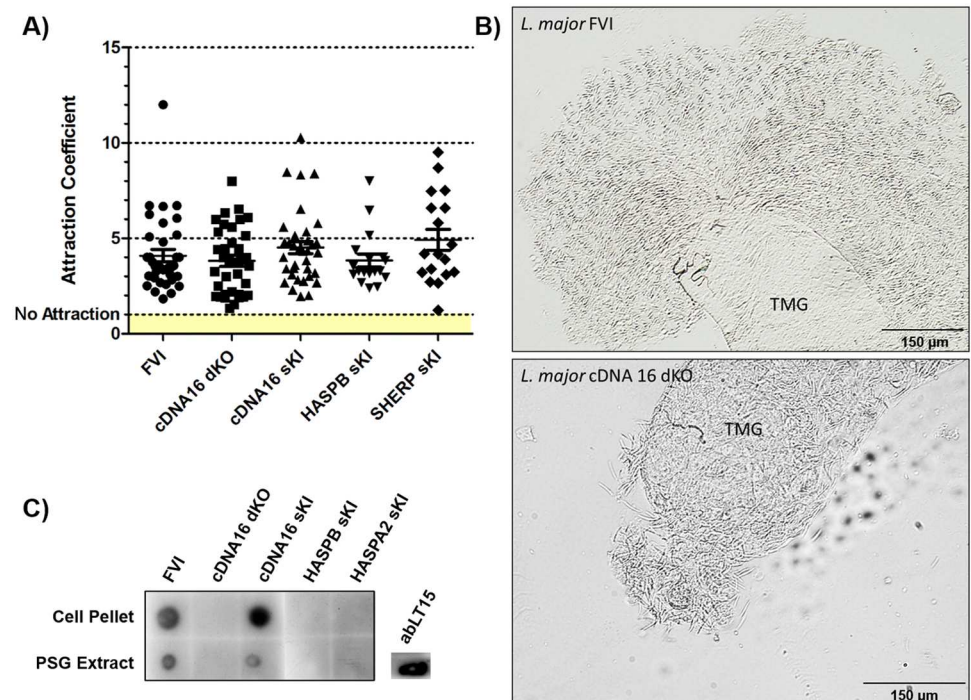 A)
15
10
5
No Attraction
0
Attraction Coefficient
FVI
cDNA16 dKO
cDNA16 sKI
HASPB sKI
SHERP sKI
B)
L. major FVI
TMG
150 µm
L. major cDNA 16 dKO
TMG
150 µm
C)
FVI
cDNA16 dKO
cDNA16 sKI
HASPB sKI
HASPA2 sKI
Cell Pellet
PSG Extract
abLT15